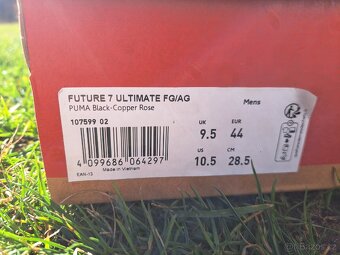 FUTURE 7 ULTIMATE FG/AG
PUMA Black-Copper Rose
Mens
107599 02
UK EUR
9.5 44
US CM
10.5 28.5
4 099686 064297
EAN-13 Made in Vietnam